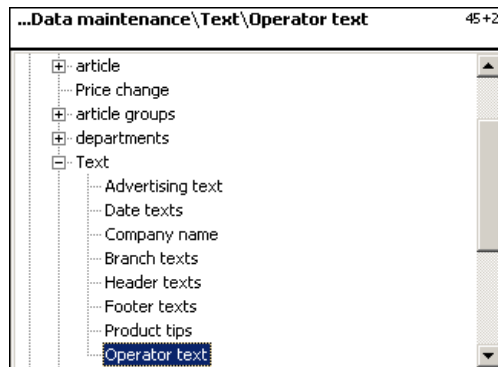 ...Data maintenance\Text\Operator text 45+2
article
Price change
article groups
departments
Text
Advertising text
Date texts
Company name
Branch texts
Header texts
Footer texts
Product tips
Operator text